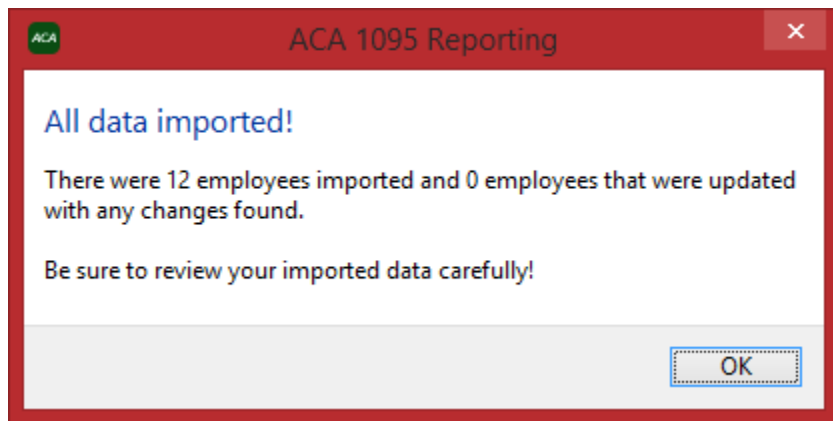 ACA
ACA 1095 Reporting
All data imported!
There were 12 employees imported and 0 employees that were updated
with any changes found.
Be sure to review your imported data carefully!
OK